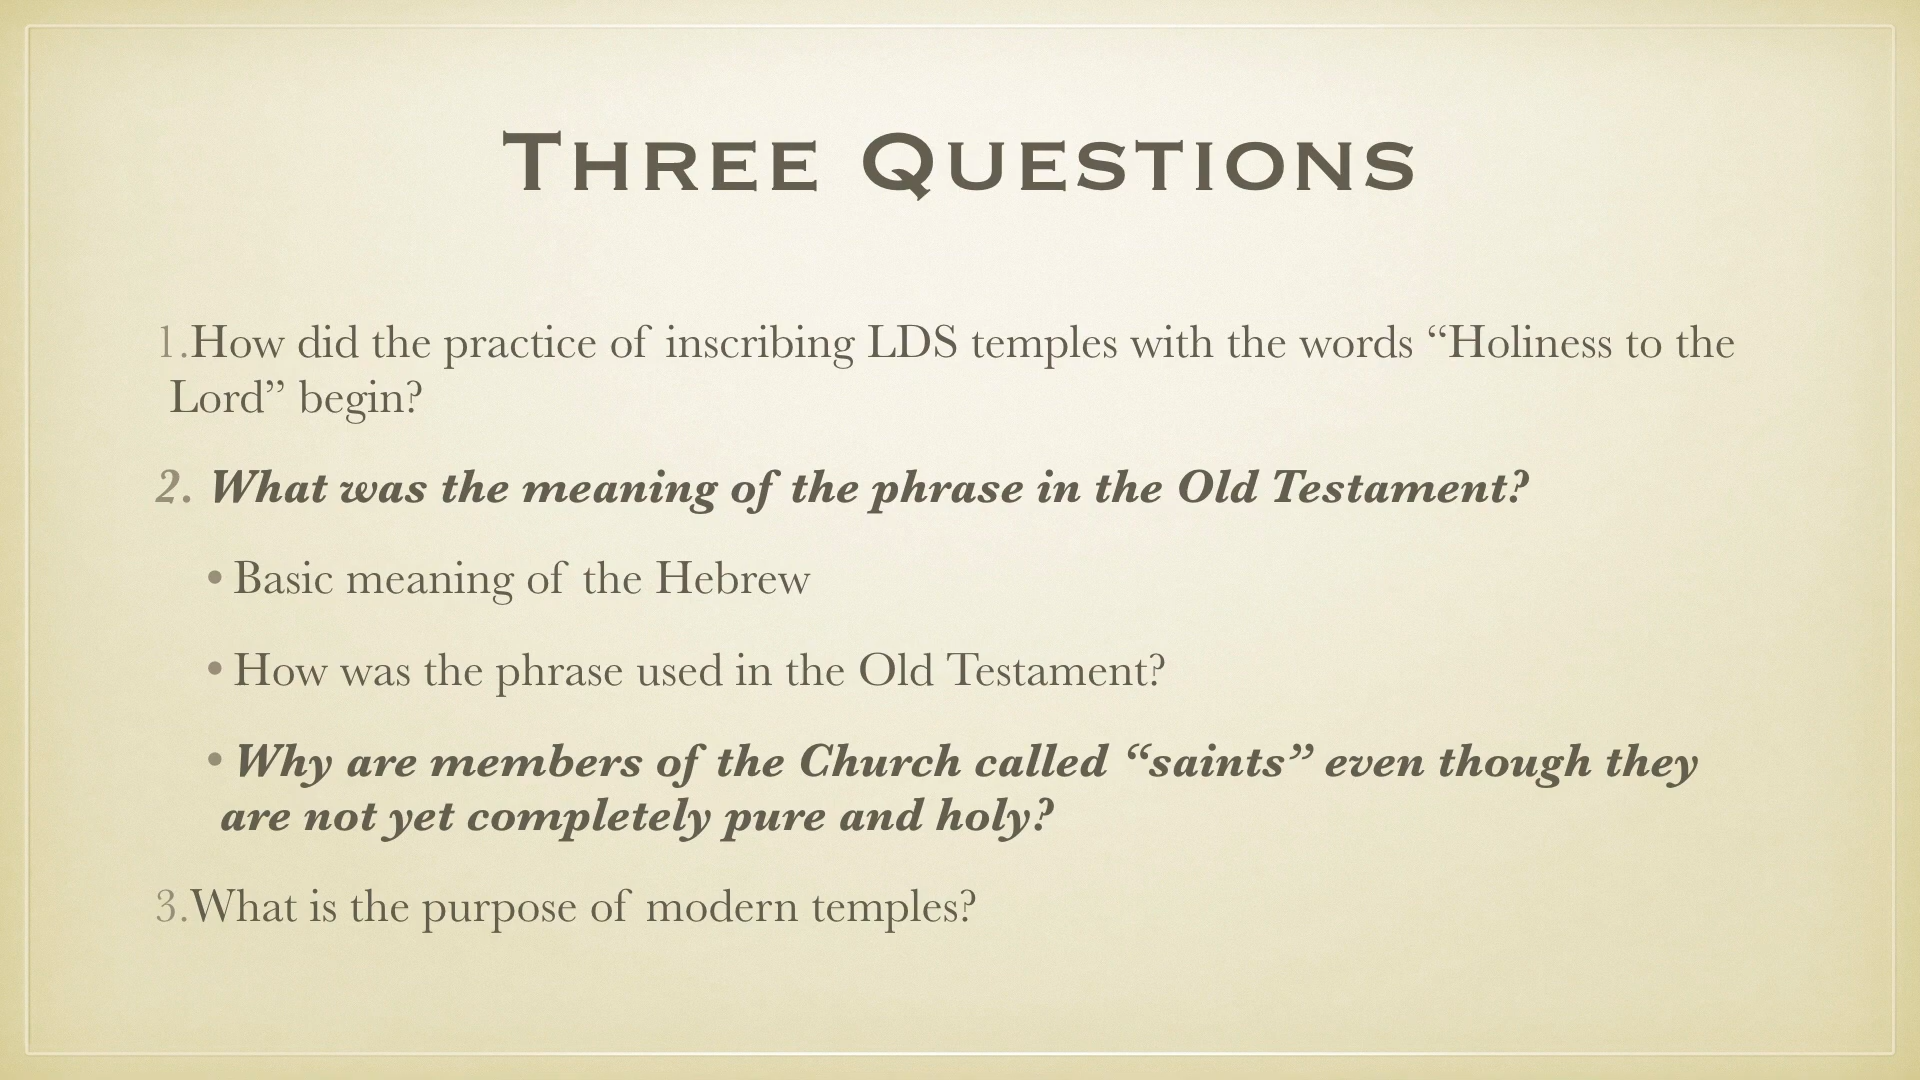 Three Questions
1.How did the practice of inscribing LDS temples with the words “Holiness to the
Lord” begin?
2. What was the meaning of the phrase in the Old Testament?
• Basic meaning of the Hebrew
• How was the phrase used in the Old Testament?
• Why are members of the Church called “saints” even though they
are not yet completely pure and holy?
3.What is the purpose of modern temples?